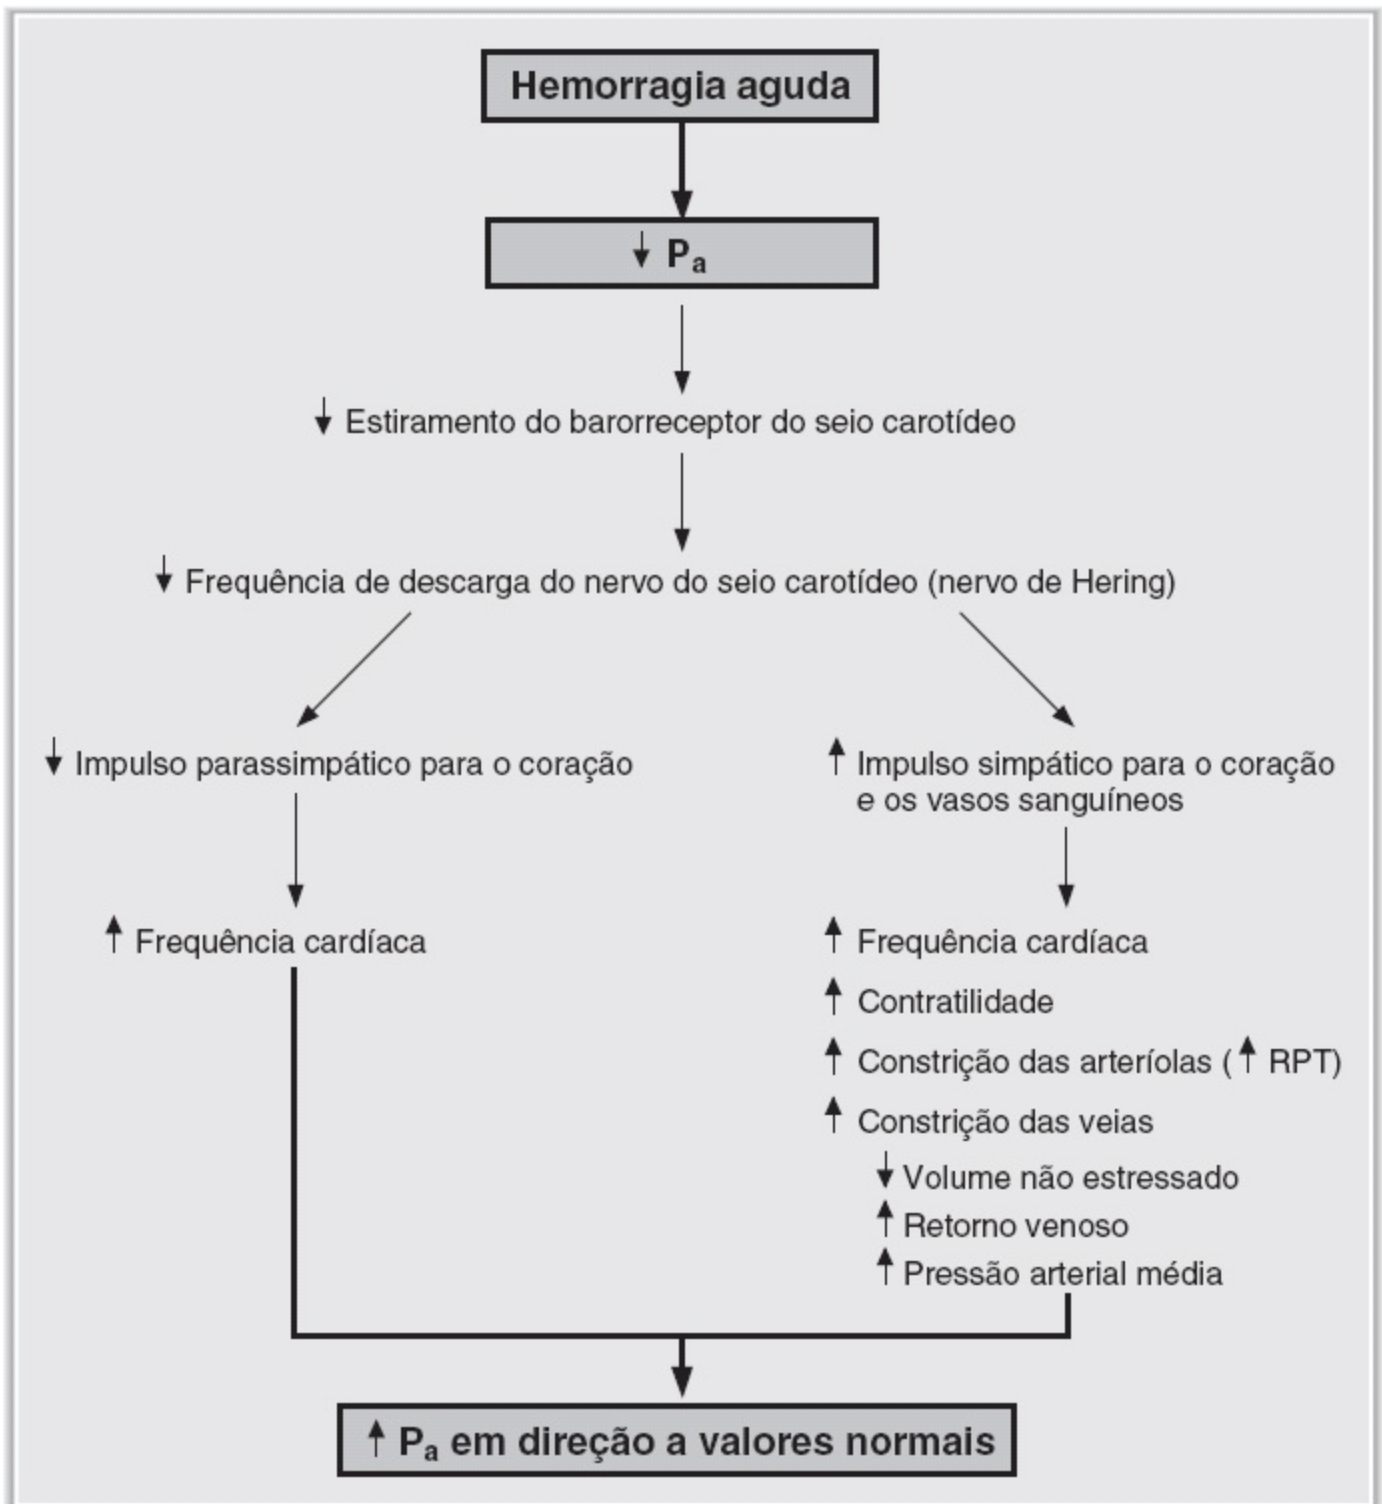 Hemorragia aguda
↓ Pa
↓ Estiramento do barorreceptor do seio carotídeo
↓ Frequência de descarga do nervo do seio carotídeo (nervo de Hering)
↓ Impulso parassimpático para o coração
↑ Impulso simpático para o coração
e os vasos sanguíneos
↑ Frequência cardíaca
↑ Frequência cardíaca
↑ Contratilidade
↑ Constrição das arteríolas (↑ RPT)
↑ Constrição das veias
↓ Volume não estressado
↑ Retorno venoso
↑ Pressão arterial média
↑ Pa em direção a valores normais